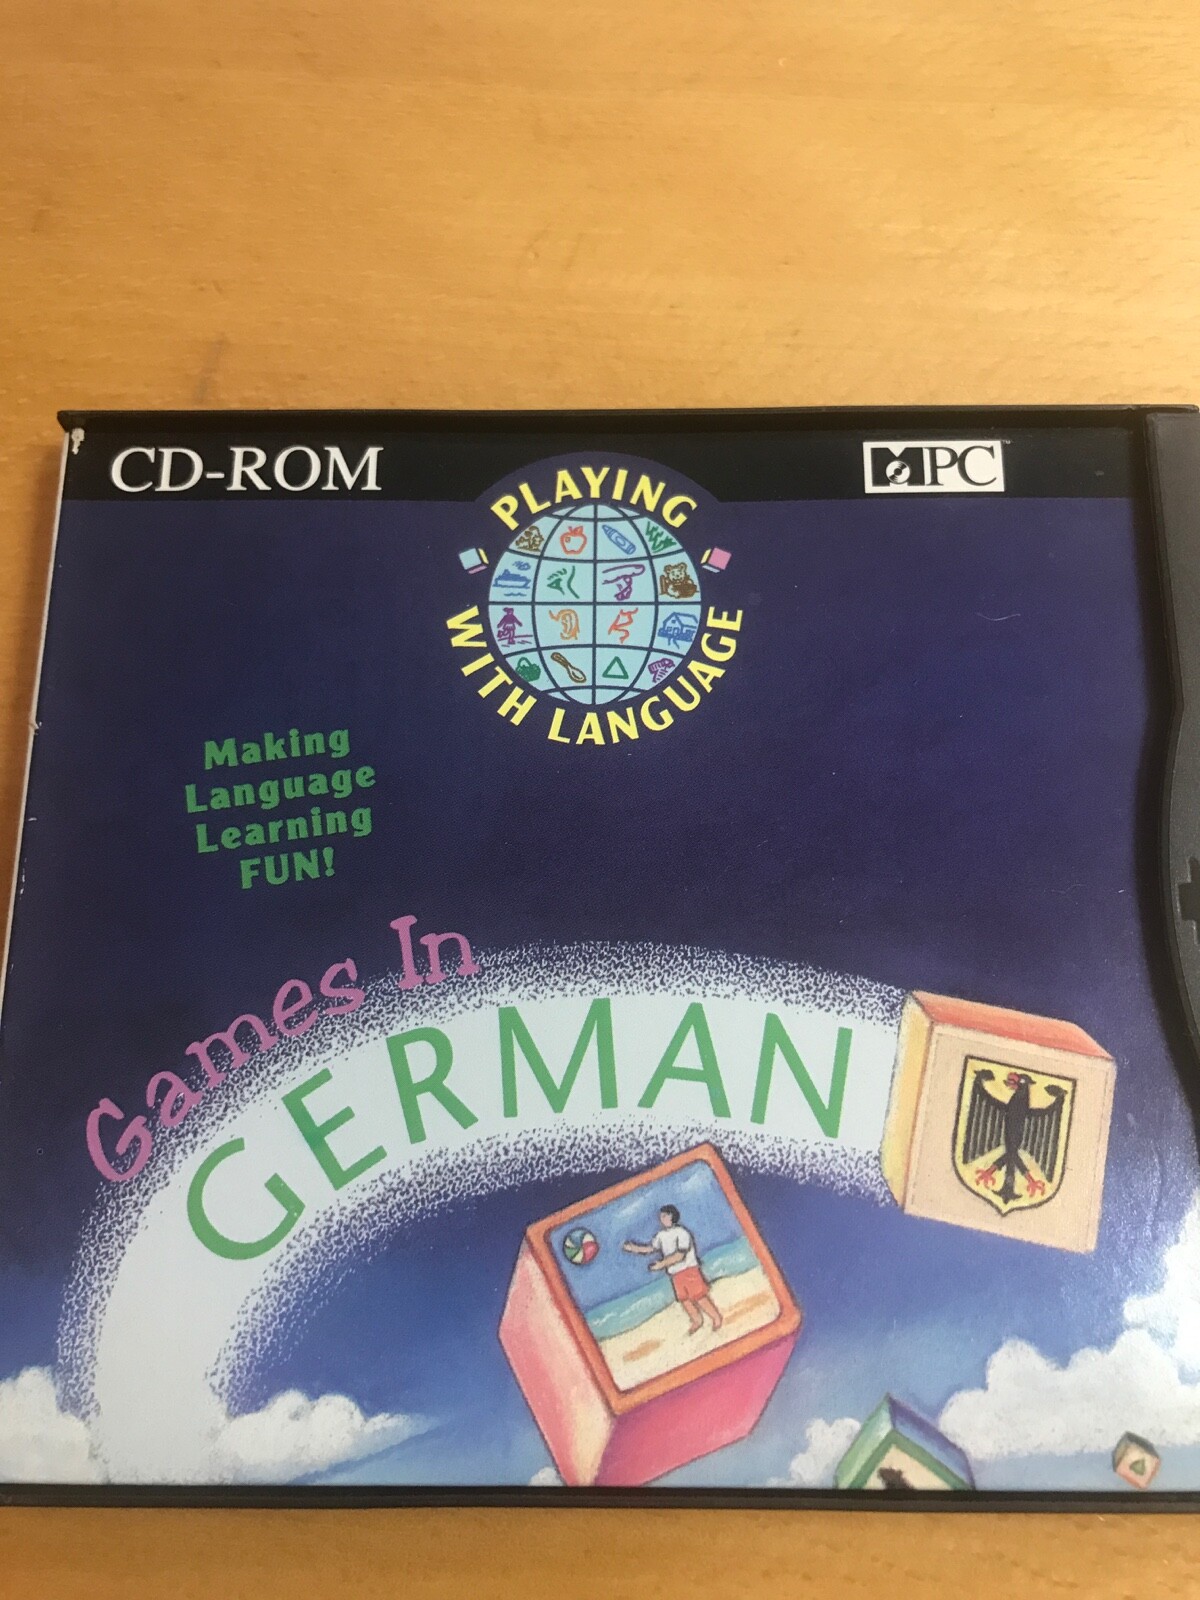 CD-ROM
MPC
PLAYING
WITH LANGUAGE
Making
Language
Learning
FUN!
Games In
GERMAN